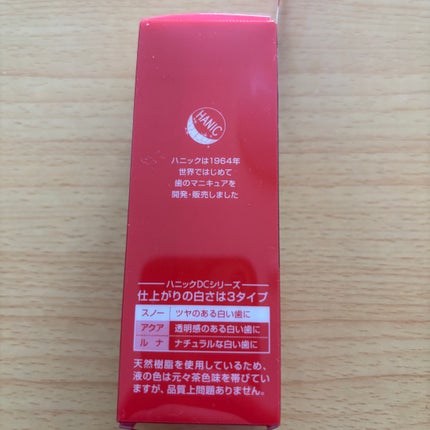 HANIC
ハニックは1964年
世界ではじめて
歯のマニキュアを
開発・販売しました
ハニックDCシリーズ
仕上がりの白さは3タイプ
スノー ツヤのある白い歯に
アクア 透明感のある白い歯に
ルナ ナチュラルな白い歯に
天然樹脂を使用しているため、
液の色は元々茶色味を帯びてい
ますが、品質上問題ありません。